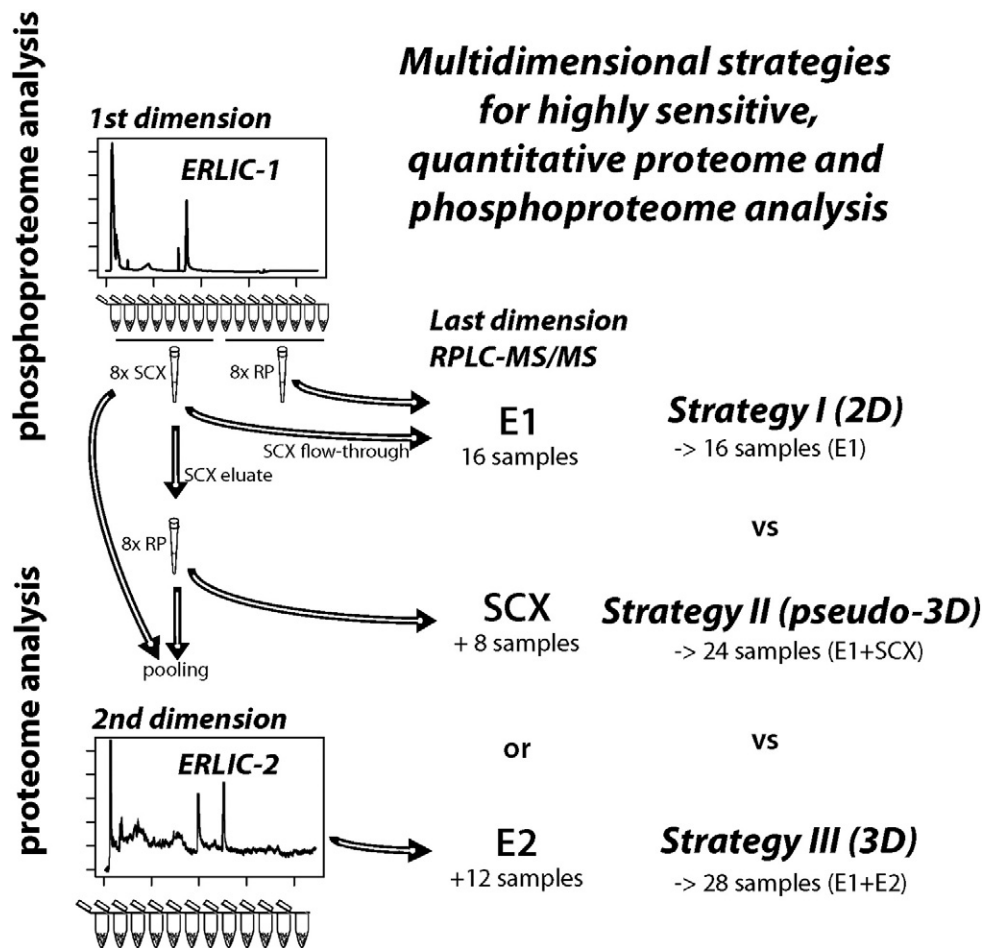 phosphoproteome analysis
proteome analysis
Multidimensional strategies
for highly sensitive,
quantitative proteome and
phosphoproteome analysis
1st dimension
ERLIC-1
8x SCX
8x RP
Last dimension
RPLC-MS/MS
E1
16 samples
Strategy I (2D)
-> 16 samples (E1)
SCX flow-through
SCX eluate
vs
8x RP
SCX
+ 8 samples
Strategy II (pseudo-3D)
-> 24 samples (E1+SCX)
pooling
2nd dimension
ERLIC-2
or
vs
E2
+12 samples
Strategy III (3D)
-> 28 samples (E1+E2)